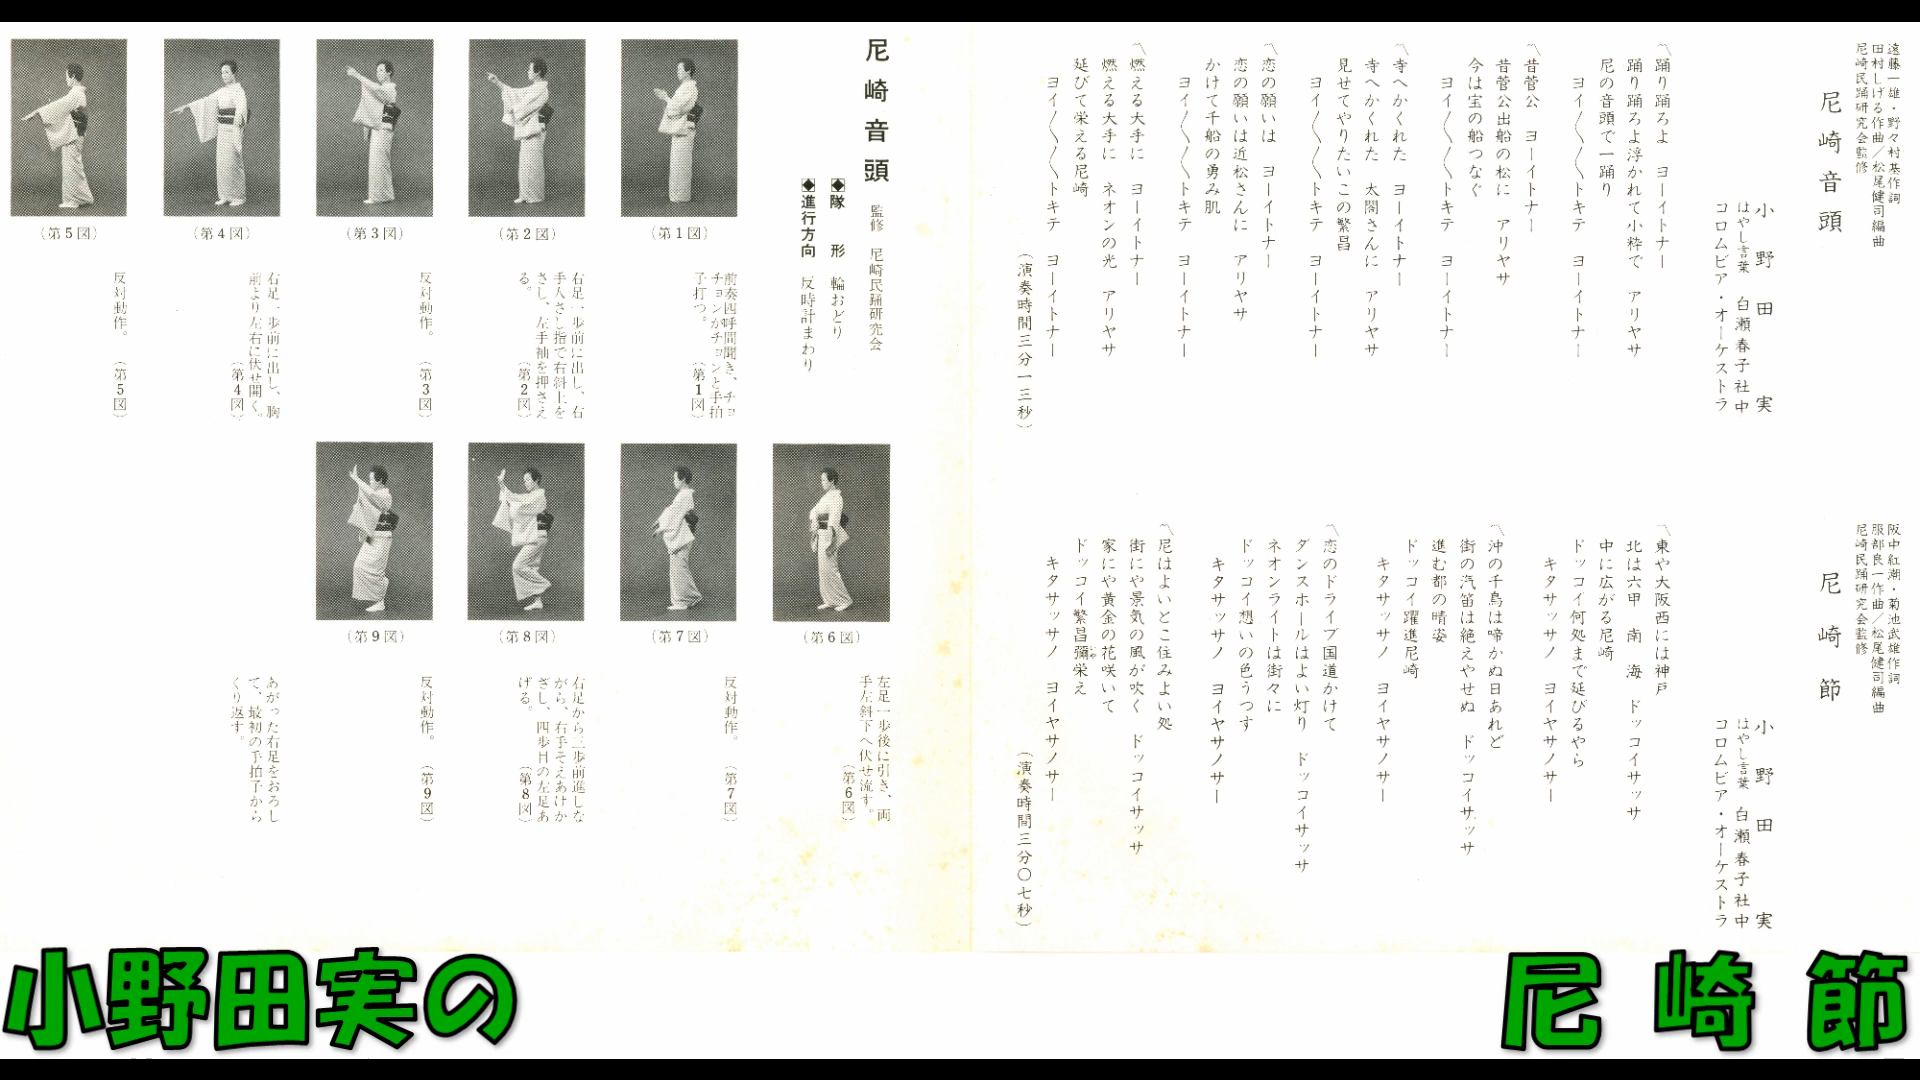 遠藤一雄・野々村基作詞
田村しげる作曲/松尾健司編曲
尼崎民踊研究会監修
尼崎音頭
小野田実
はやし言葉 白瀬春子社中
コロムビア・オーケストラ
〽踊り踊ろよ ヨーイトナー
踊り踊ろよ浮かれて小粋で アリヤサ
尼の音頭で一踊り
ヨイ〳〵〳〵トキテ ヨーイトナー
〽昔菅公 ヨーイトナー
昔菅公出船の松に アリヤサ
今は宝の船つなぐ
ヨイ〳〵〳〵トキテ ヨーイトナー
〽寺へかくれた ヨーイトナー
寺へかくれた 太閤さんに アリヤサ
見せてやりたいこの繁昌
ヨイ〳〵〳〵トキテ ヨーイトナー
〽恋の願いは ヨーイトナー
恋の願いは近松さんに アリヤサ
かけて千船の勇み肌
ヨイ〳〵〳〵トキテ ヨーイトナー
〽燃える大手に ヨーイトナー
燃える大手に ネオンの光 アリヤサ
延びて栄える尼崎
ヨイ〳〵〳〵トキテ ヨーイトナー
(演奏時間三分一三秒)
阪中紅潮・菊池武雄作詞
服部良一作曲/松尾健司編曲
尼崎民踊研究会監修
尼崎節
小野田実
はやし言葉 白瀬春子社中
コロムビア・オーケストラ
〽東や大阪西には神戸
北は六甲 南 海 ドッコイサッサ
中に広がる尼崎
ドッコイ何処まで延びるやら
キタサッサノ ヨイヤサノサー
〽沖の千鳥は啼かぬ日あれど
街の汽笛は絶えやせぬ ドッコイサッサ
進む都の晴姿
ドッコイ躍進尼崎
キタサッサノ ヨイヤサノサー
〽恋のドライブ国道かけて
ダンスホールはよい灯り ドッコイサッサ
ネオンライトは街々に
ドッコイ想いの色うつす
キタサッサノ ヨイヤサノサー
〽尼はよいとこ住みよい処
街にや景気の風が吹く ドッコイサッサ
家にや黄金の花咲いて
ドッコイ繁昌彌栄え
キタサッサノ ヨイヤサノサー
(演奏時間三分〇七秒)
尼崎音頭 監修 尼崎民踊研究会
◆隊形 輪おどり
◆進行方向 反時計まわり
(第1図)
(第2図)
(第3図)
(第4図)
(第5図)
前奏四呼間聞き、チョ
チョンがチョンと手拍
子打つ。 (第1図)
右足一歩前に出し、右
手人さし指で右斜上を
さし、左手袖を押さえ
る。 (第2図)
反対動作。 (第3図)
右足一歩前に出し、胸
前より左右に伏せ開く。
(第4図)
反対動作。 (第5図)
(第6図)
(第7図)
(第8図)
(第9図)
左足一歩後に引き、両
手左斜下へ伏せ流す。
(第6図)
反対動作。 (第7図)
右足から三歩前進しな
がら、右手そえあけか
ざし、四歩目の左足あ
げる。 (第8図)
反対動作。 (第9図)
あがった右足をおろし
て、最初の手拍子から
くり返す。
小野田実の
尼崎節